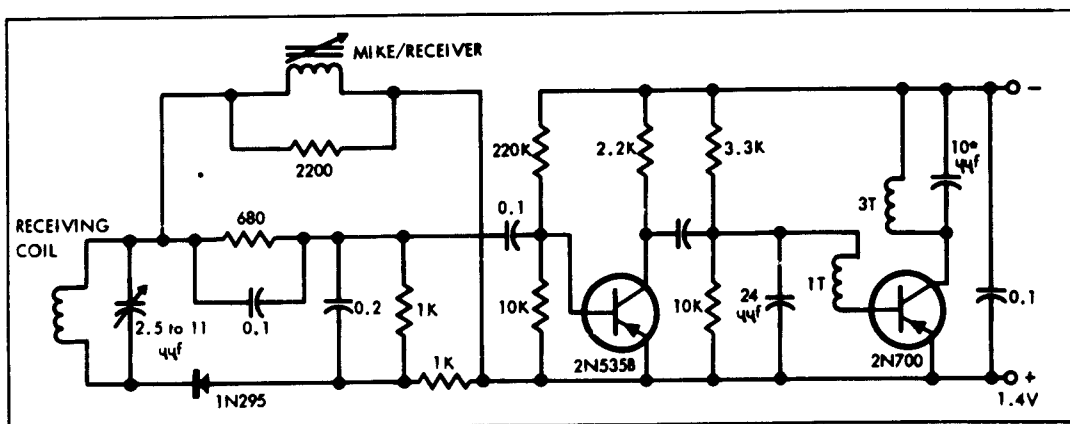 MIKE/RECEIVER
2200
RECEIVING
COIL
680
0.1
2.5 to 11
μμf
0.2
1K
1K
1N295
0.1
220K
10K
2.2K
2N535B
3.3K
10K
24
μμf
1T
3T
10*
μμf
2N700
0.1
-
+
1.4V